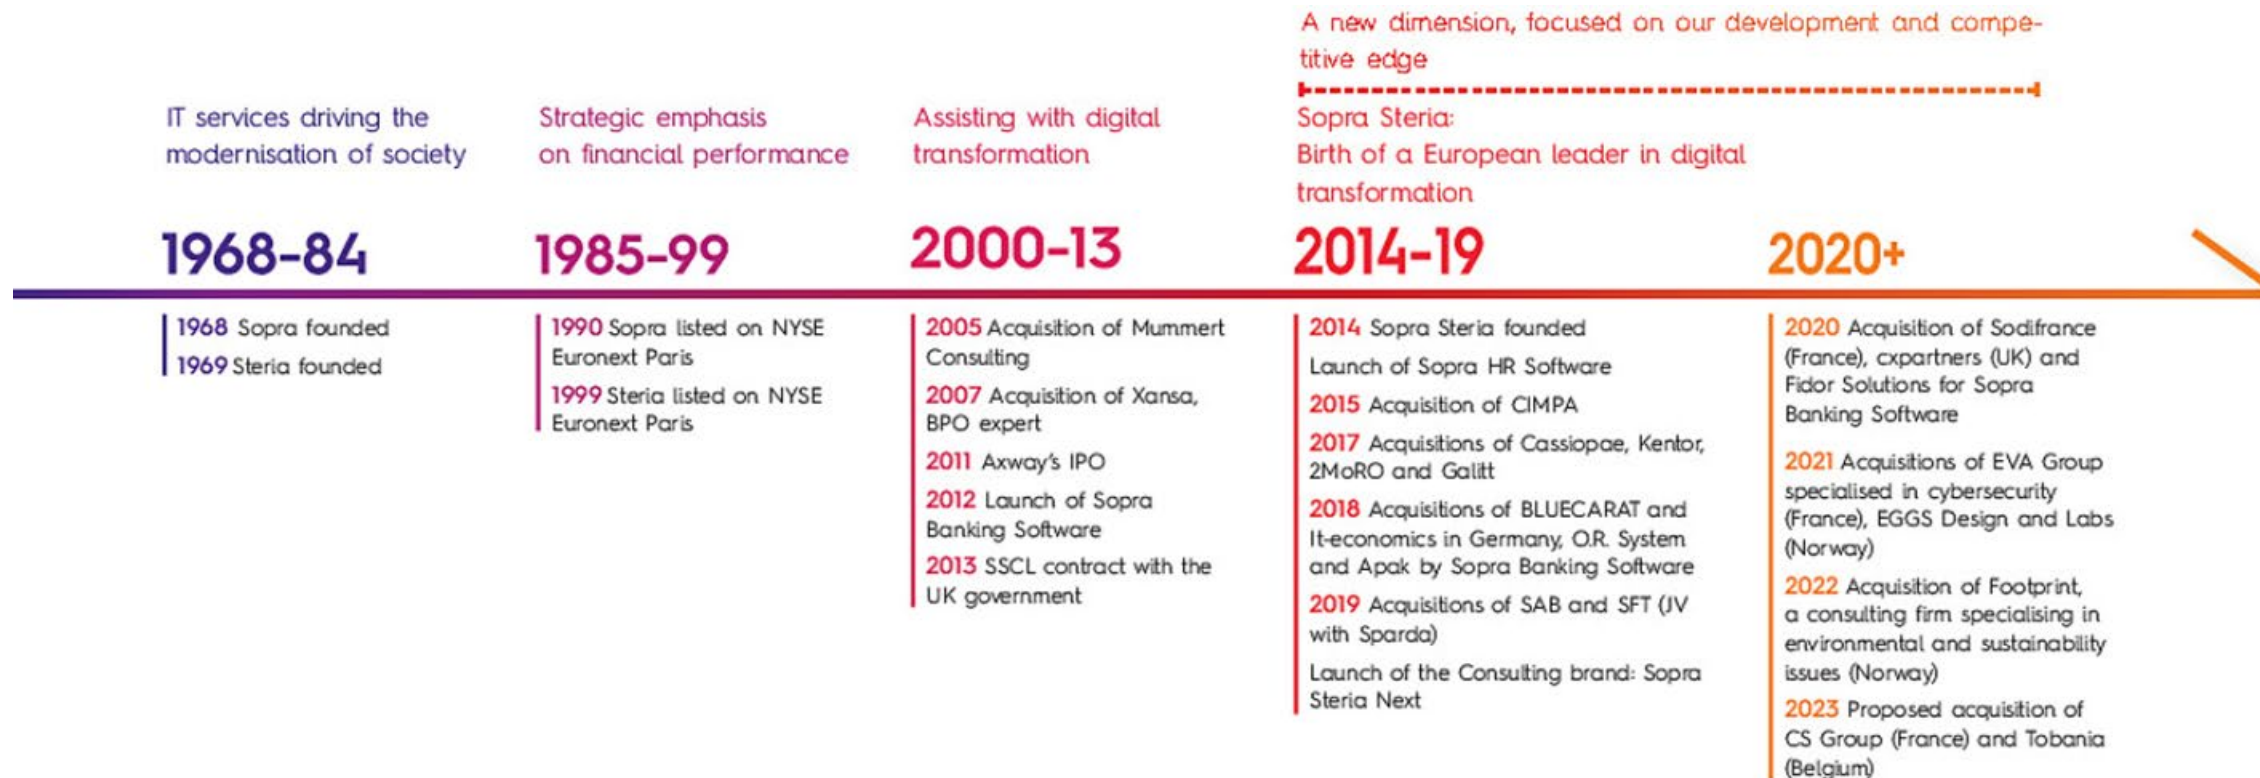 A new dimension, focused on our development and compe-
titive edge
IT services driving the
modernisation of society
1968-84
1968 Sopra founded
1969 Steria founded
Strategic emphasis
on financial performance
1985-99
1990 Sopra listed on NYSE
Euronext Paris
1999 Steria listed on NYSE
Euronext Paris
Assisting with digital
transformation
2000-13
2005 Acquisition of Mummert
Consulting
2007 Acquisition of Xansa,
BPO expert
2011 Axway's IPO
2012 Launch of Sopra
Banking Software
2013 SSCL contract with the
UK government
Sopra Steria:
Birth of a European leader in digital
transformation
2014-19
2014 Sopra Steria founded
Launch of Sopra HR Software
2015 Acquisition of CIMPA
2017 Acquisitions of Cassiopae, Kentor,
2MoRO and Galitt
2018 Acquisitions of BLUECARAT and
It-economics in Germany, O.R. System
and Apak by Sopra Banking Software
2019 Acquisitions of SAB and SFT (JV
with Sparda)
Launch of the Consulting brand: Sopra
Steria Next
2020+
2020 Acquisition of Sodifrance
(France), cxpartners (UK) and
Fidor Solutions for Sopra
Banking Software
2021 Acquisitions of EVA Group
specialised in cybersecurity
(France), EGGS Design and Labs
(Norway)
2022 Acquisition of Footprint,
a consulting firm specialising in
environmental and sustainability
issues (Norway)
2023 Proposed acquisition of
CS Group (France) and Tobania
(Belgium)